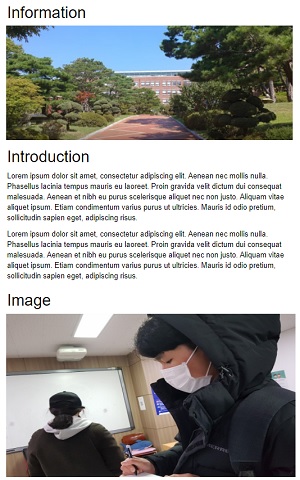 Information
Introduction
Lorem ipsum dolor sit amet, consectetur adipiscing elit. Aenean nec mollis nulla.
Phasellus lacinia tempus mauris eu laoreet. Proin gravida velit dictum dui consequat
malesuada. Aenean et nibh eu purus scelerisque aliquet nec non justo. Aliquam vitae
aliquet ipsum. Etiam condimentum varius purus ut ultricies. Mauris id odio pretium,
sollicitudin sapien eget, adipiscing risus.
Lorem ipsum dolor sit amet, consectetur adipiscing elit. Aenean nec mollis nulla.
Phasellus lacinia tempus mauris eu laoreet. Proin gravida velit dictum dui consequat
malesuada. Aenean et nibh eu purus scelerisque aliquet nec non justo. Aliquam vitae
aliquet ipsum. Etiam condimentum varius purus ut ultricies. Mauris id odio pretium,
sollicitudin sapien eget, adipiscing risus.
Image